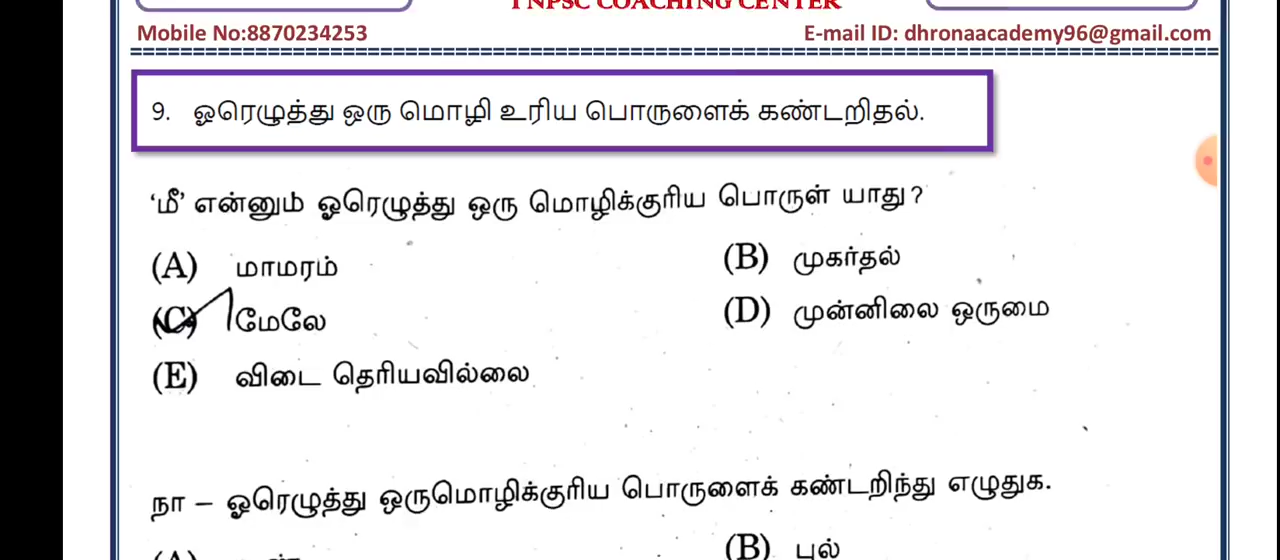 TNPSC COACHING CENTER
Mobile No:8870234253 E-mail ID: dhronaacademy96@gmail.com
9. ஓரெழுத்து ஒரு மொழி உரிய பொருளைக் கண்டறிதல்.
‘மீ’ என்னும் ஓரெழுத்து ஒரு மொழிக்குரிய பொருள் யாது?
(A) மாமரம் (B) முகர்தல்
(C) மேலே (D) முன்னிலை ஒருமை
(E) விடை தெரியவில்லை
நா – ஓரெழுத்து ஒருமொழிக்குரிய பொருளைக் கண்டறிந்து எழுதுக.
(A) (B) புல்